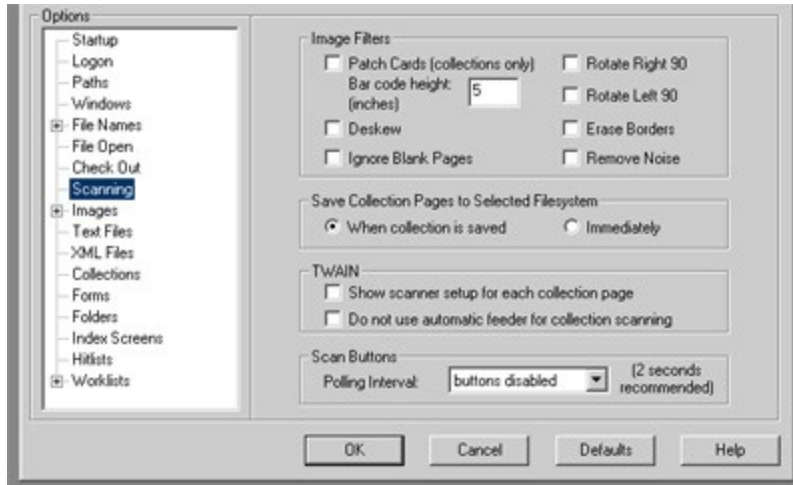 Options
Startup
Logon
Paths
Windows
File Names
File Open
Check Out
Scanning
Images
Text Files
XML Files
Collections
Forms
Folders
Index Screens
Hitlists
Worklists
Image Filters
Patch Cards (collections only)
Bar code height:
(inches)
5
Deskew
Ignore Blank Pages
Rotate Right 90
Rotate Left 90
Erase Borders
Remove Noise
Save Collection Pages to Selected Filesystem
When collection is saved
Immediately
TWAIN
Show scanner setup for each collection page
Do not use automatic feeder for collection scanning
Scan Buttons
Polling Interval:
buttons disabled
(2 seconds
recommended)
OK
Cancel
Defaults
Help